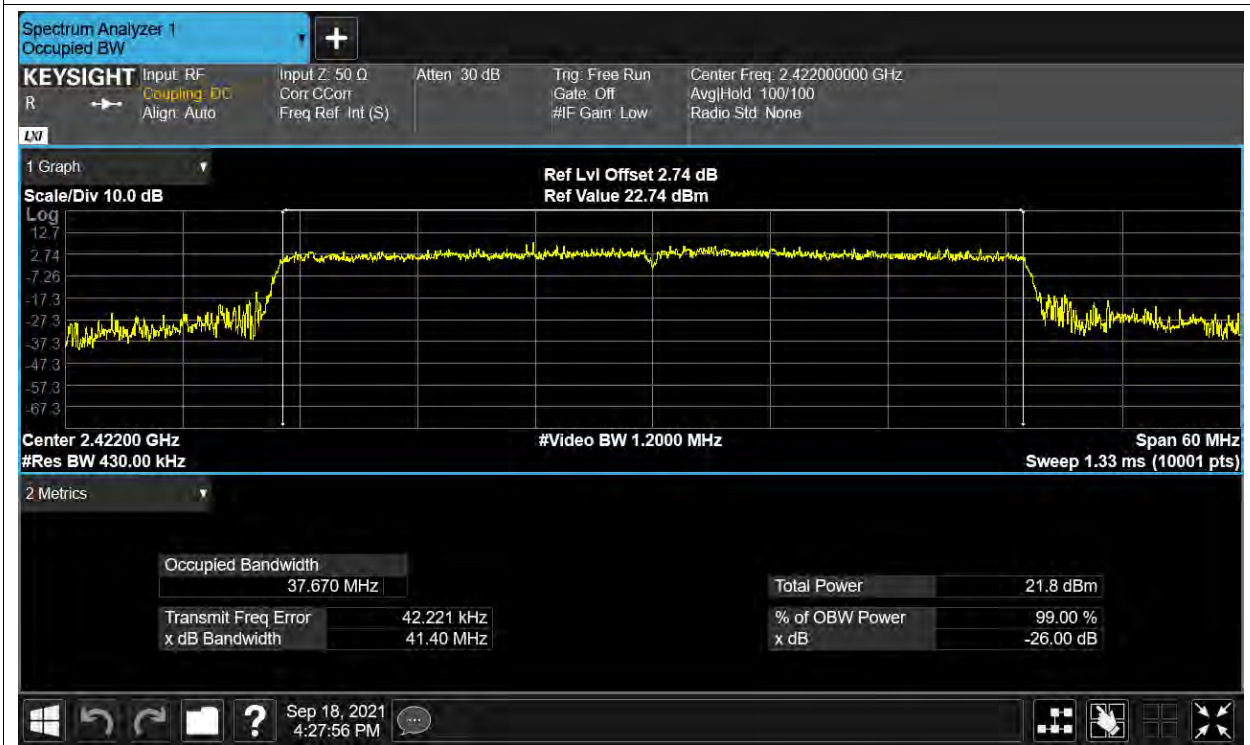 Spectrum Analyzer 1
Occupied BW
+
KEYSIGHT
R
LXI
Input: RF
Coupling: DC
Align: Auto
Input Z: 50 Ω
Corr CCorr
Freq Ref: Int (S)
Atten: 30 dB
Trig: Free Run
Gate: Off
#IF Gain: Low
Center Freq: 2.422000000 GHz
Avg|Hold: 100/100
Radio Std: None
1 Graph
Scale/Div 10.0 dB
Ref Lvl Offset 2.74 dB
Ref Value 22.74 dBm
Log
12.7
2.74
-7.26
-17.3
-27.3
-37.3
-47.3
-57.3
-67.3
Center 2.42200 GHz
#Res BW 430.00 kHz
#Video BW 1.2000 MHz
Span 60 MHz
Sweep 1.33 ms (10001 pts)
2 Metrics
Occupied Bandwidth
37.670 MHz
Transmit Freq Error 42.221 kHz
x dB Bandwidth 41.40 MHz
Total Power 21.8 dBm
% of OBW Power 99.00 %
x dB -26.00 dB
?
Sep 18, 2021
4:27:56 PM